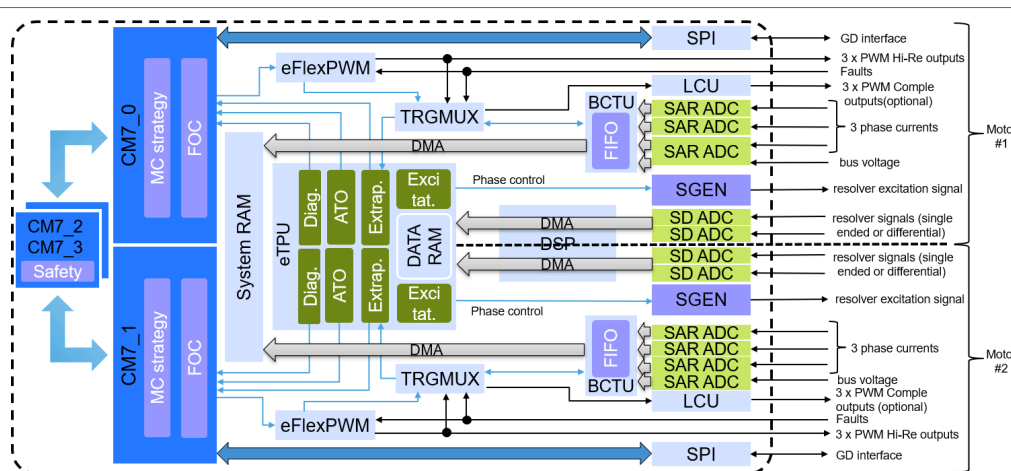 SPI
GD interface
eFlexPWM
3 x PWM Hi-Re outputs
Faults
LCU
3 x PWM Comple
outputs(optional)
TRGMUX
BCTU
FIFO
SAR ADC
SAR ADC
SAR ADC
3 phase currents
bus voltage
Moto
#1
CM7_0
MC strategy
FOC
DMA
System RAM
eTPU
Diag.
ATO
Extrap.
Exci
tat.
Phase control
SGEN
resolver excitation signal
CM7_2
CM7_3
Safety
DATA
RAM
DMA
DSP
DMA
SD ADC
SD ADC
resolver signals (single
ended or differential)
SD ADC
SD ADC
resolver signals (single
ended or differential)
Diag.
ATO
Extrap.
Exci
tat.
Phase control
SGEN
resolver excitation signal
CM7_1
MC strategy
FOC
DMA
FIFO
BCTU
SAR ADC
SAR ADC
SAR ADC
SAR ADC
3 phase currents
bus voltage
Moto
#2
TRGMUX
LCU
3 x PWM Comple
outputs (optional)
Faults
eFlexPWM
3 x PWM Hi-Re outputs
SPI
GD interface